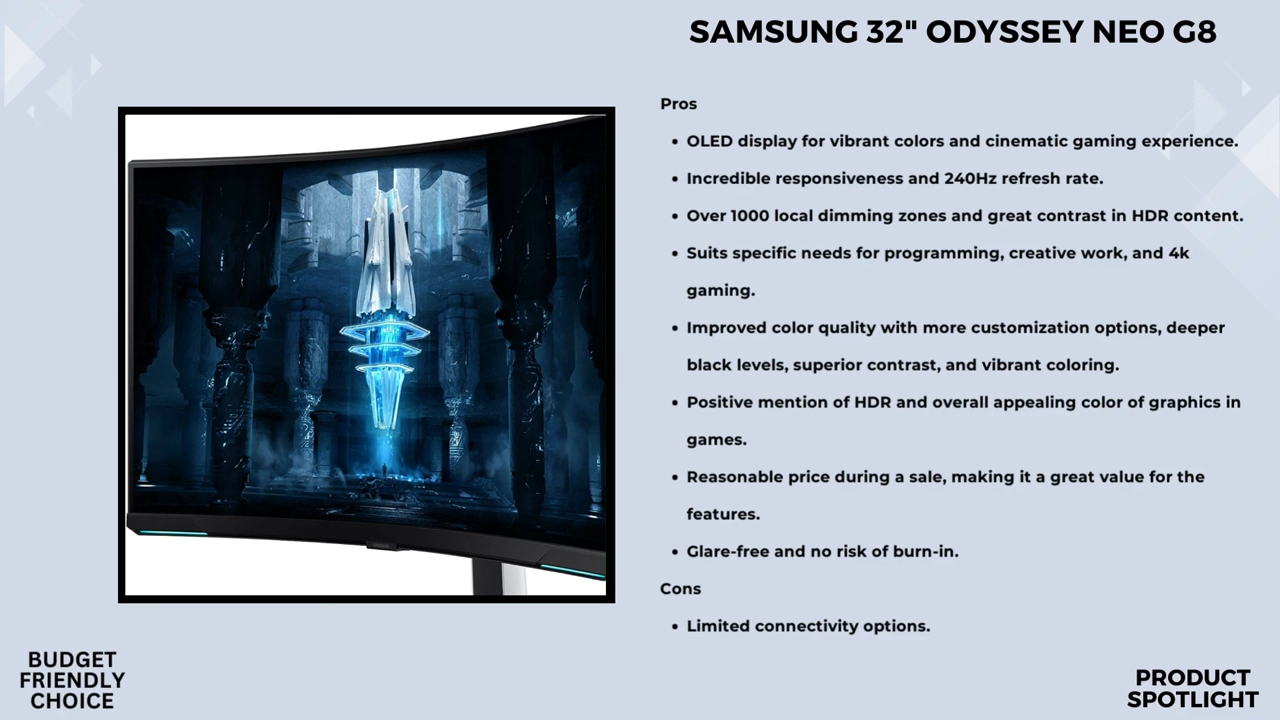 SAMSUNG 32" ODYSSEY NEO G8
Pros
• OLED display for vibrant colors and cinematic gaming experience.
• Incredible responsiveness and 240Hz refresh rate.
• Over 1000 local dimming zones and great contrast in HDR content.
• Suits specific needs for programming, creative work, and 4k
gaming.
• Improved color quality with more customization options, deeper
black levels, superior contrast, and vibrant coloring.
• Positive mention of HDR and overall appealing color of graphics in
games.
• Reasonable price during a sale, making it a great value for the
features.
• Glare-free and no risk of burn-in.
Cons
• Limited connectivity options.
BUDGET
FRIENDLY
CHOICE
PRODUCT
SPOTLIGHT